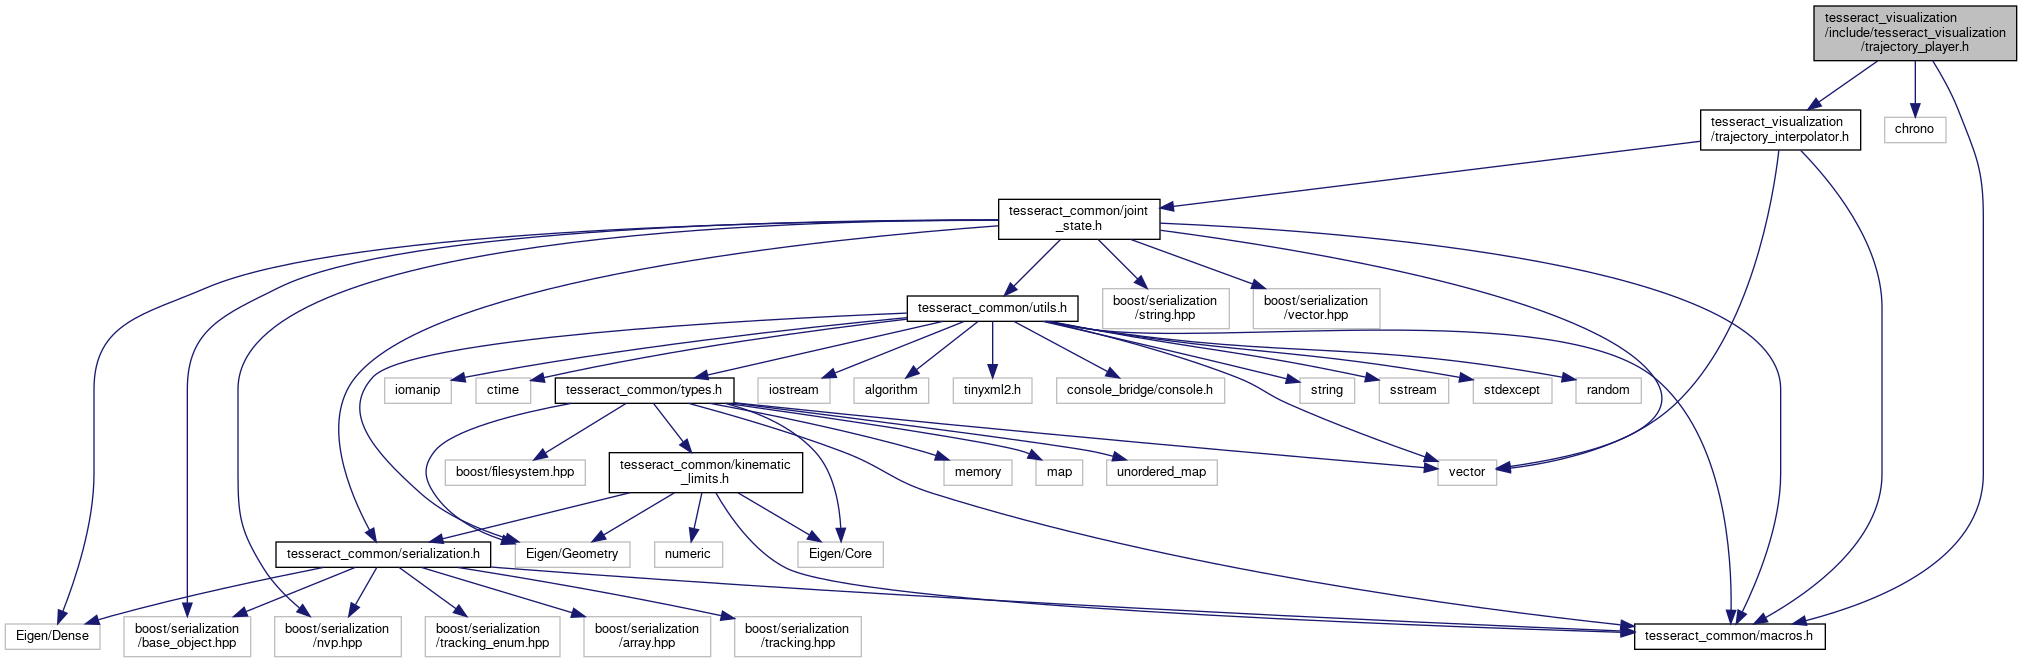 tesseract_visualization
/include/tesseract_visualization
/trajectory_player.h
tesseract_visualization
/trajectory_interpolator.h
chrono
tesseract_common/joint
_state.h
tesseract_common/utils.h
boost/serialization
/string.hpp
boost/serialization
/vector.hpp
iomanip
ctime
tesseract_common/types.h
iostream
algorithm
tinyxml2.h
console_bridge/console.h
string
sstream
stdexcept
random
boost/filesystem.hpp
tesseract_common/kinematic
_limits.h
memory
map
unordered_map
vector
tesseract_common/serialization.h
Eigen/Geometry
numeric
Eigen/Core
Eigen/Dense
boost/serialization
/base_object.hpp
boost/serialization
/nvp.hpp
boost/serialization
/tracking_enum.hpp
boost/serialization
/array.hpp
boost/serialization
/tracking.hpp
tesseract_common/macros.h